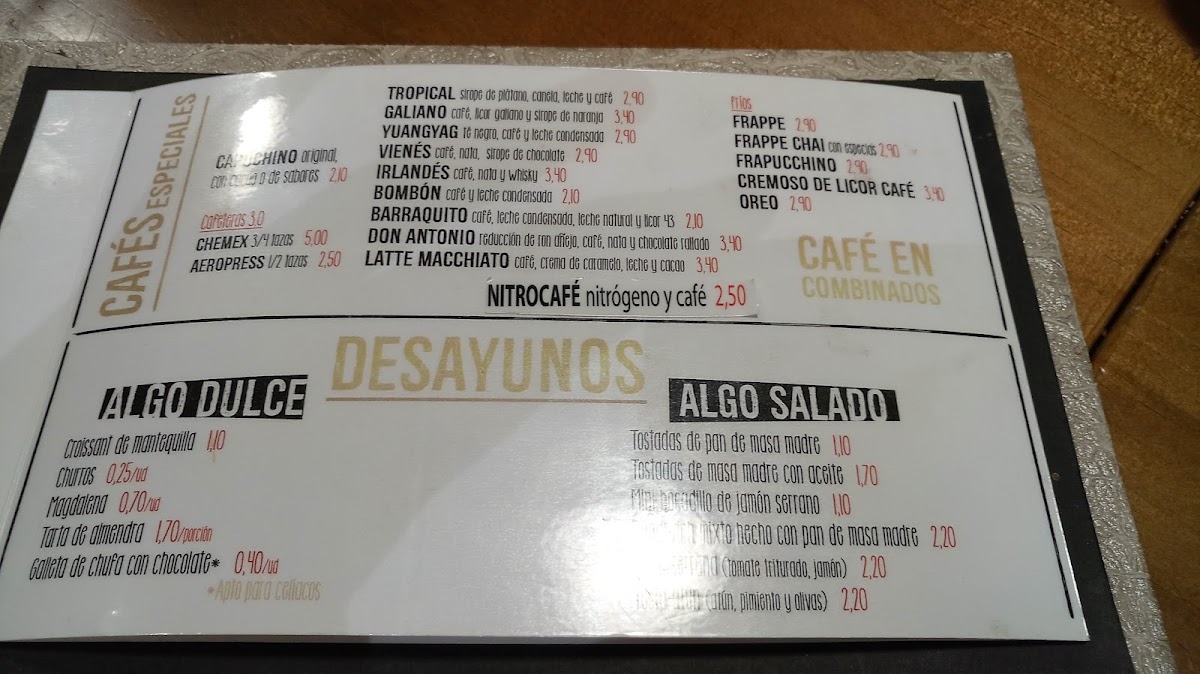 CAFÉS ESPECIALES
CAPUCHINO original,
con cacao o de sabores 2,10
Cafeteras 3.0
CHEMEX 3/4 tazas 5,00
AEROPRESS 1/2 tazas 2,50
TROPICAL sirope de plátano, canela, leche y café 2,90
GALIANO café, licor galiano y sirope de naranja 3,40
YUANGYAG té negro, café y leche condensada 2,90
VIENÉS café, nata, sirope de chocolate 2,90
IRLANDÉS café, nata y whisky 3,40
BOMBÓN café y leche condensada 2,10
BARRAQUITO café, leche condensada, leche natural y licor 43 2,10
DON ANTONIO reducción de ron añejo, café, nata y chocolate rallado 3,40
LATTE MACCHIATO café, crema de caramelo, leche y cacao 3,40
NITROCAFÉ nitrógeno y café 2,50
fríos
FRAPPE 2,90
FRAPPE CHAI con especias 2,90
FRAPUCCHINO 2,90
CREMOSO DE LICOR CAFÉ 3,40
OREO 2,90
CAFÉ EN
COMBINADOS
DESAYUNOS
ALGO DULCE
Croissant de mantequilla 1,10
Churros 0,25/ud
Magdalena 0,70/ud
Tarta de almendra 1,70/porción
Galleta de chufa con chocolate* 0,40/ud
*Apto para celíacos
ALGO SALADO
Tostadas de pan de masa madre 1,10
Tostadas de masa madre con aceite 1,70
Mini bocadillo de jamón serrano 1,10
mixto hecho con pan de masa madre 2,20
(tomate triturado, jamón) 2,20
(atún, pimiento y olivas) 2,20